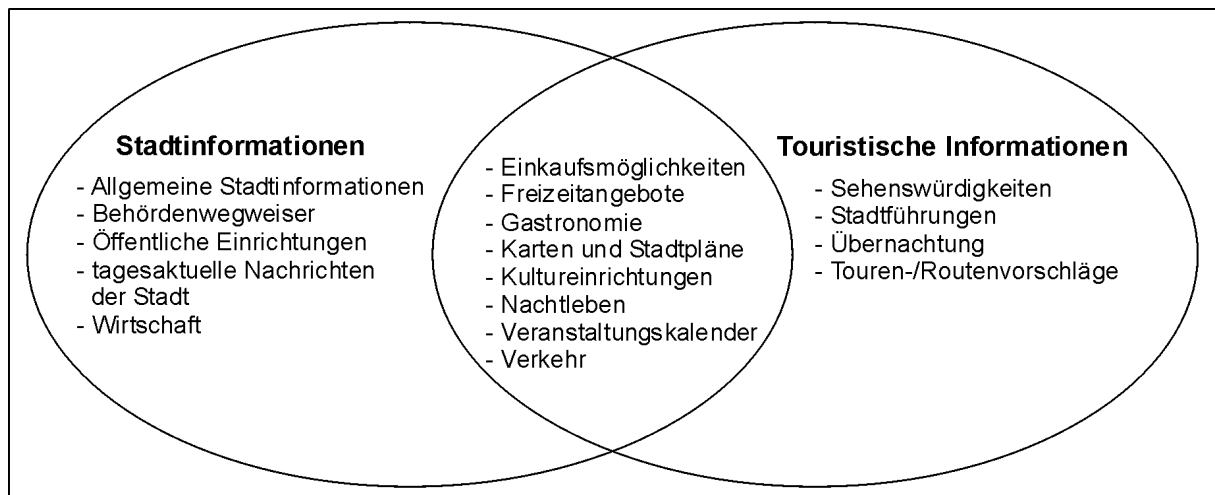 Stadtinformationen
- Allgemeine Stadtinformationen
- Behördenwegweiser
- Öffentliche Einrichtungen
- tagesaktuelle Nachrichten
der Stadt
- Wirtschaft
- Einkaufsmöglichkeiten
- Freizeitangebote
- Gastronomie
- Karten und Stadtpläne
- Kultureinrichtungen
- Nachtleben
- Veranstaltungskalender
- Verkehr
Touristische Informationen
- Sehenswürdigkeiten
- Stadtführungen
- Übernachtung
- Touren-/Routenvorschläge